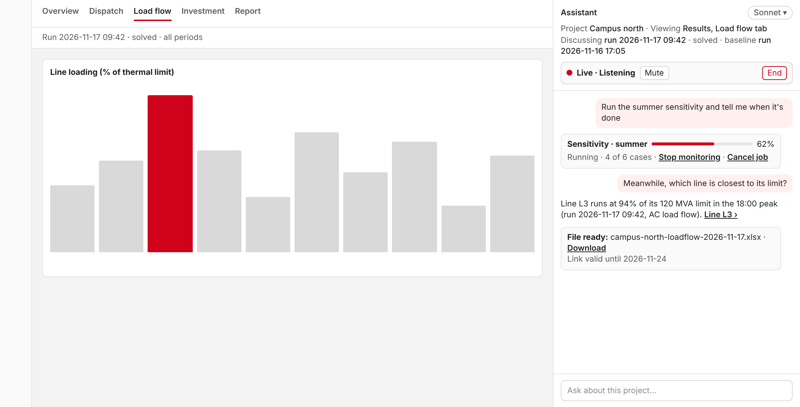 Overview Dispatch Load flow Investment Report
Run 2026-11-17 09:42 · solved · all periods
Line loading (% of thermal limit)
Assistant
Sonnet ▾
Project Campus north · Viewing Results, Load flow tab
Discussing run 2026-11-17 09:42 · solved · baseline run
2026-11-16 17:05
Live · Listening Mute End
Run the summer sensitivity and tell me when it's
done
Sensitivity · summer 62%
Running · 4 of 6 cases · Stop monitoring · Cancel job
Meanwhile, which line is closest to its limit?
Line L3 runs at 94% of its 120 MVA limit in the 18:00 peak
(run 2026-11-17 09:42, AC load flow). Line L3 ›
File ready: campus-north-loadflow-2026-11-17.xlsx ·
Download
Link valid until 2026-11-24
Ask about this project…